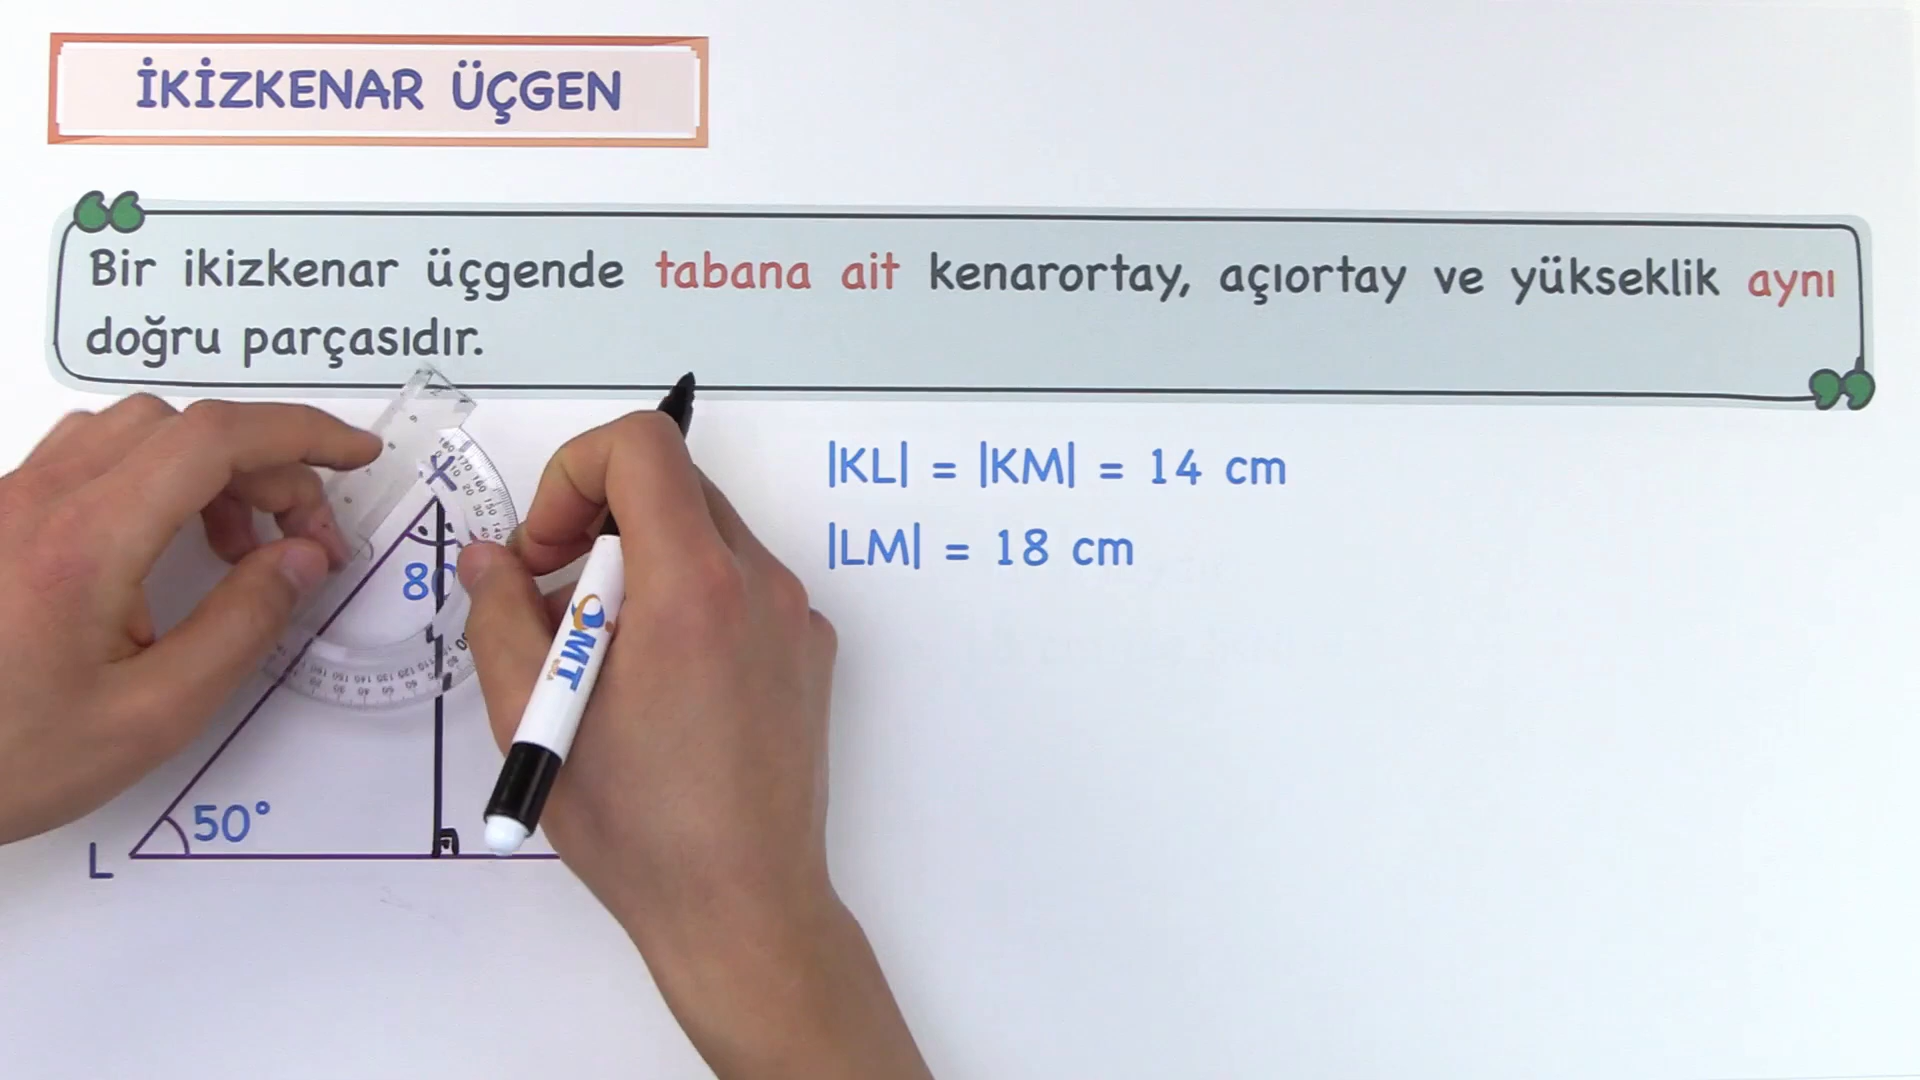 İKİZKENAR ÜÇGEN
Bir ikizkenar üçgende tabana ait kenarortay, açıortay ve yükseklik aynı
doğru parçasıdır.
|KL| = |KM| = 14 cm
|LM| = 18 cm
K
80
50°
L